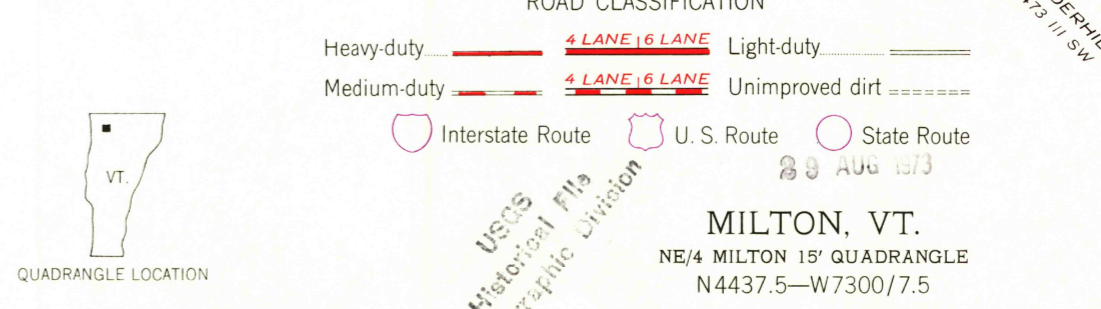 ROAD CLASSIFICATION
Heavy-duty 4 LANE 6 LANE Light-duty
Medium-duty 4 LANE 6 LANE Unimproved dirt
Interstate Route U. S. Route State Route
29 AUG 1973
VT.
QUADRANGLE LOCATION
USGS
Historical File
Division
MILTON, VT.
NE/4 MILTON 15′ QUADRANGLE
N4437.5—W7300/7.5
III SW